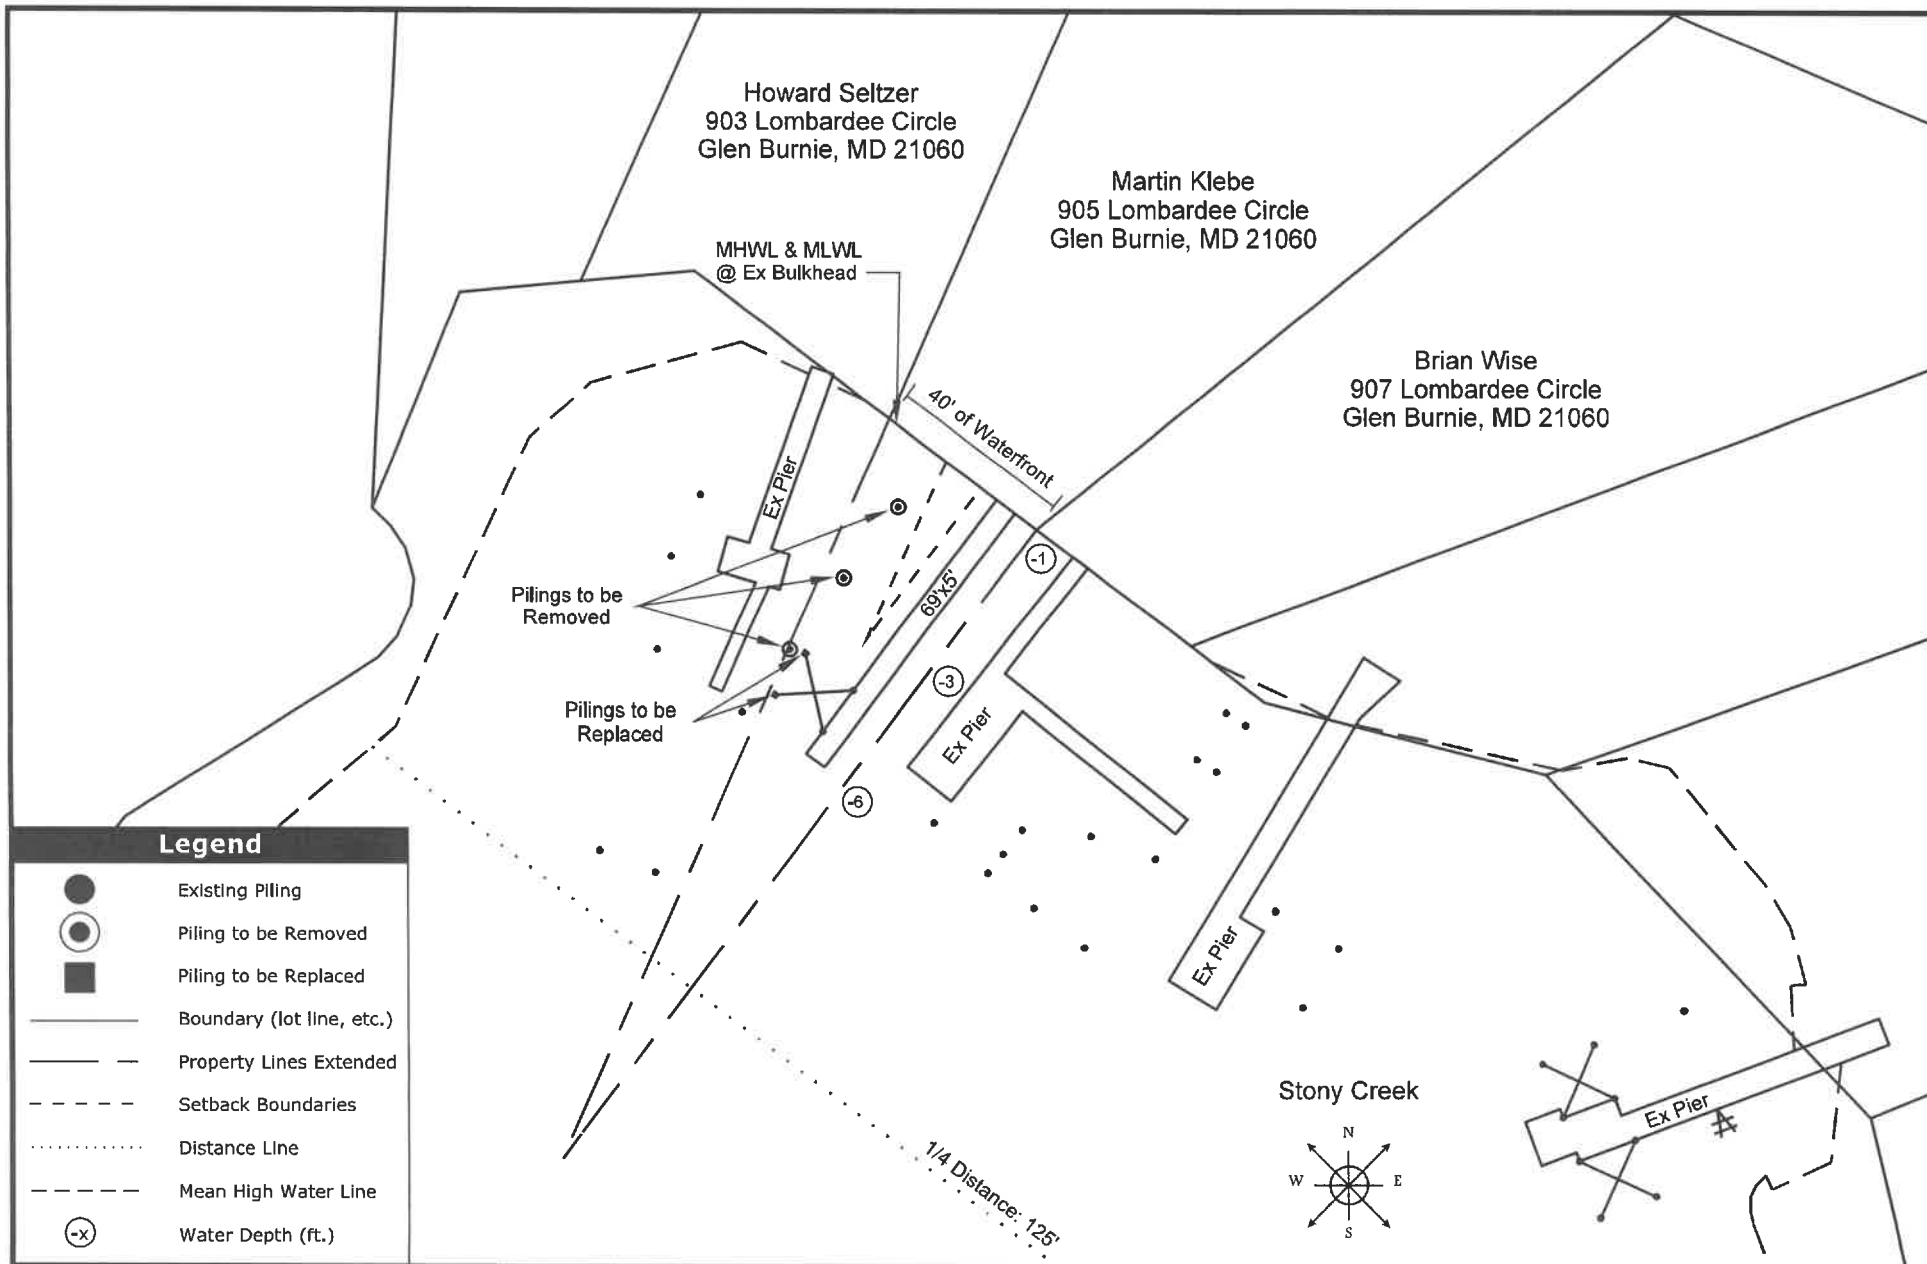 Howard Seltzer
903 Lombardee Circle
Glen Burnie, MD 21060
Martin Klebe
905 Lombardee Circle
Glen Burnie, MD 21060
MHWL & MLWL
@ Ex Bulkhead
Brian Wise
907 Lombardee Circle
Glen Burnie, MD 21060
40' of Waterfront
Ex Pier
-1
69'x5'
Pilings to be
Removed
-3
Pilings to be
Replaced
Ex Pier
-6
Ex Pier
Legend
Existing Piling
Piling to be Removed
Piling to be Replaced
Boundary (lot line, etc.)
Property Lines Extended
Setback Boundaries
Distance Line
Mean High Water Line
-x Water Depth (ft.)
1/4 Distance: 125'
Stony Creek
N
W E
S
Ex Pier